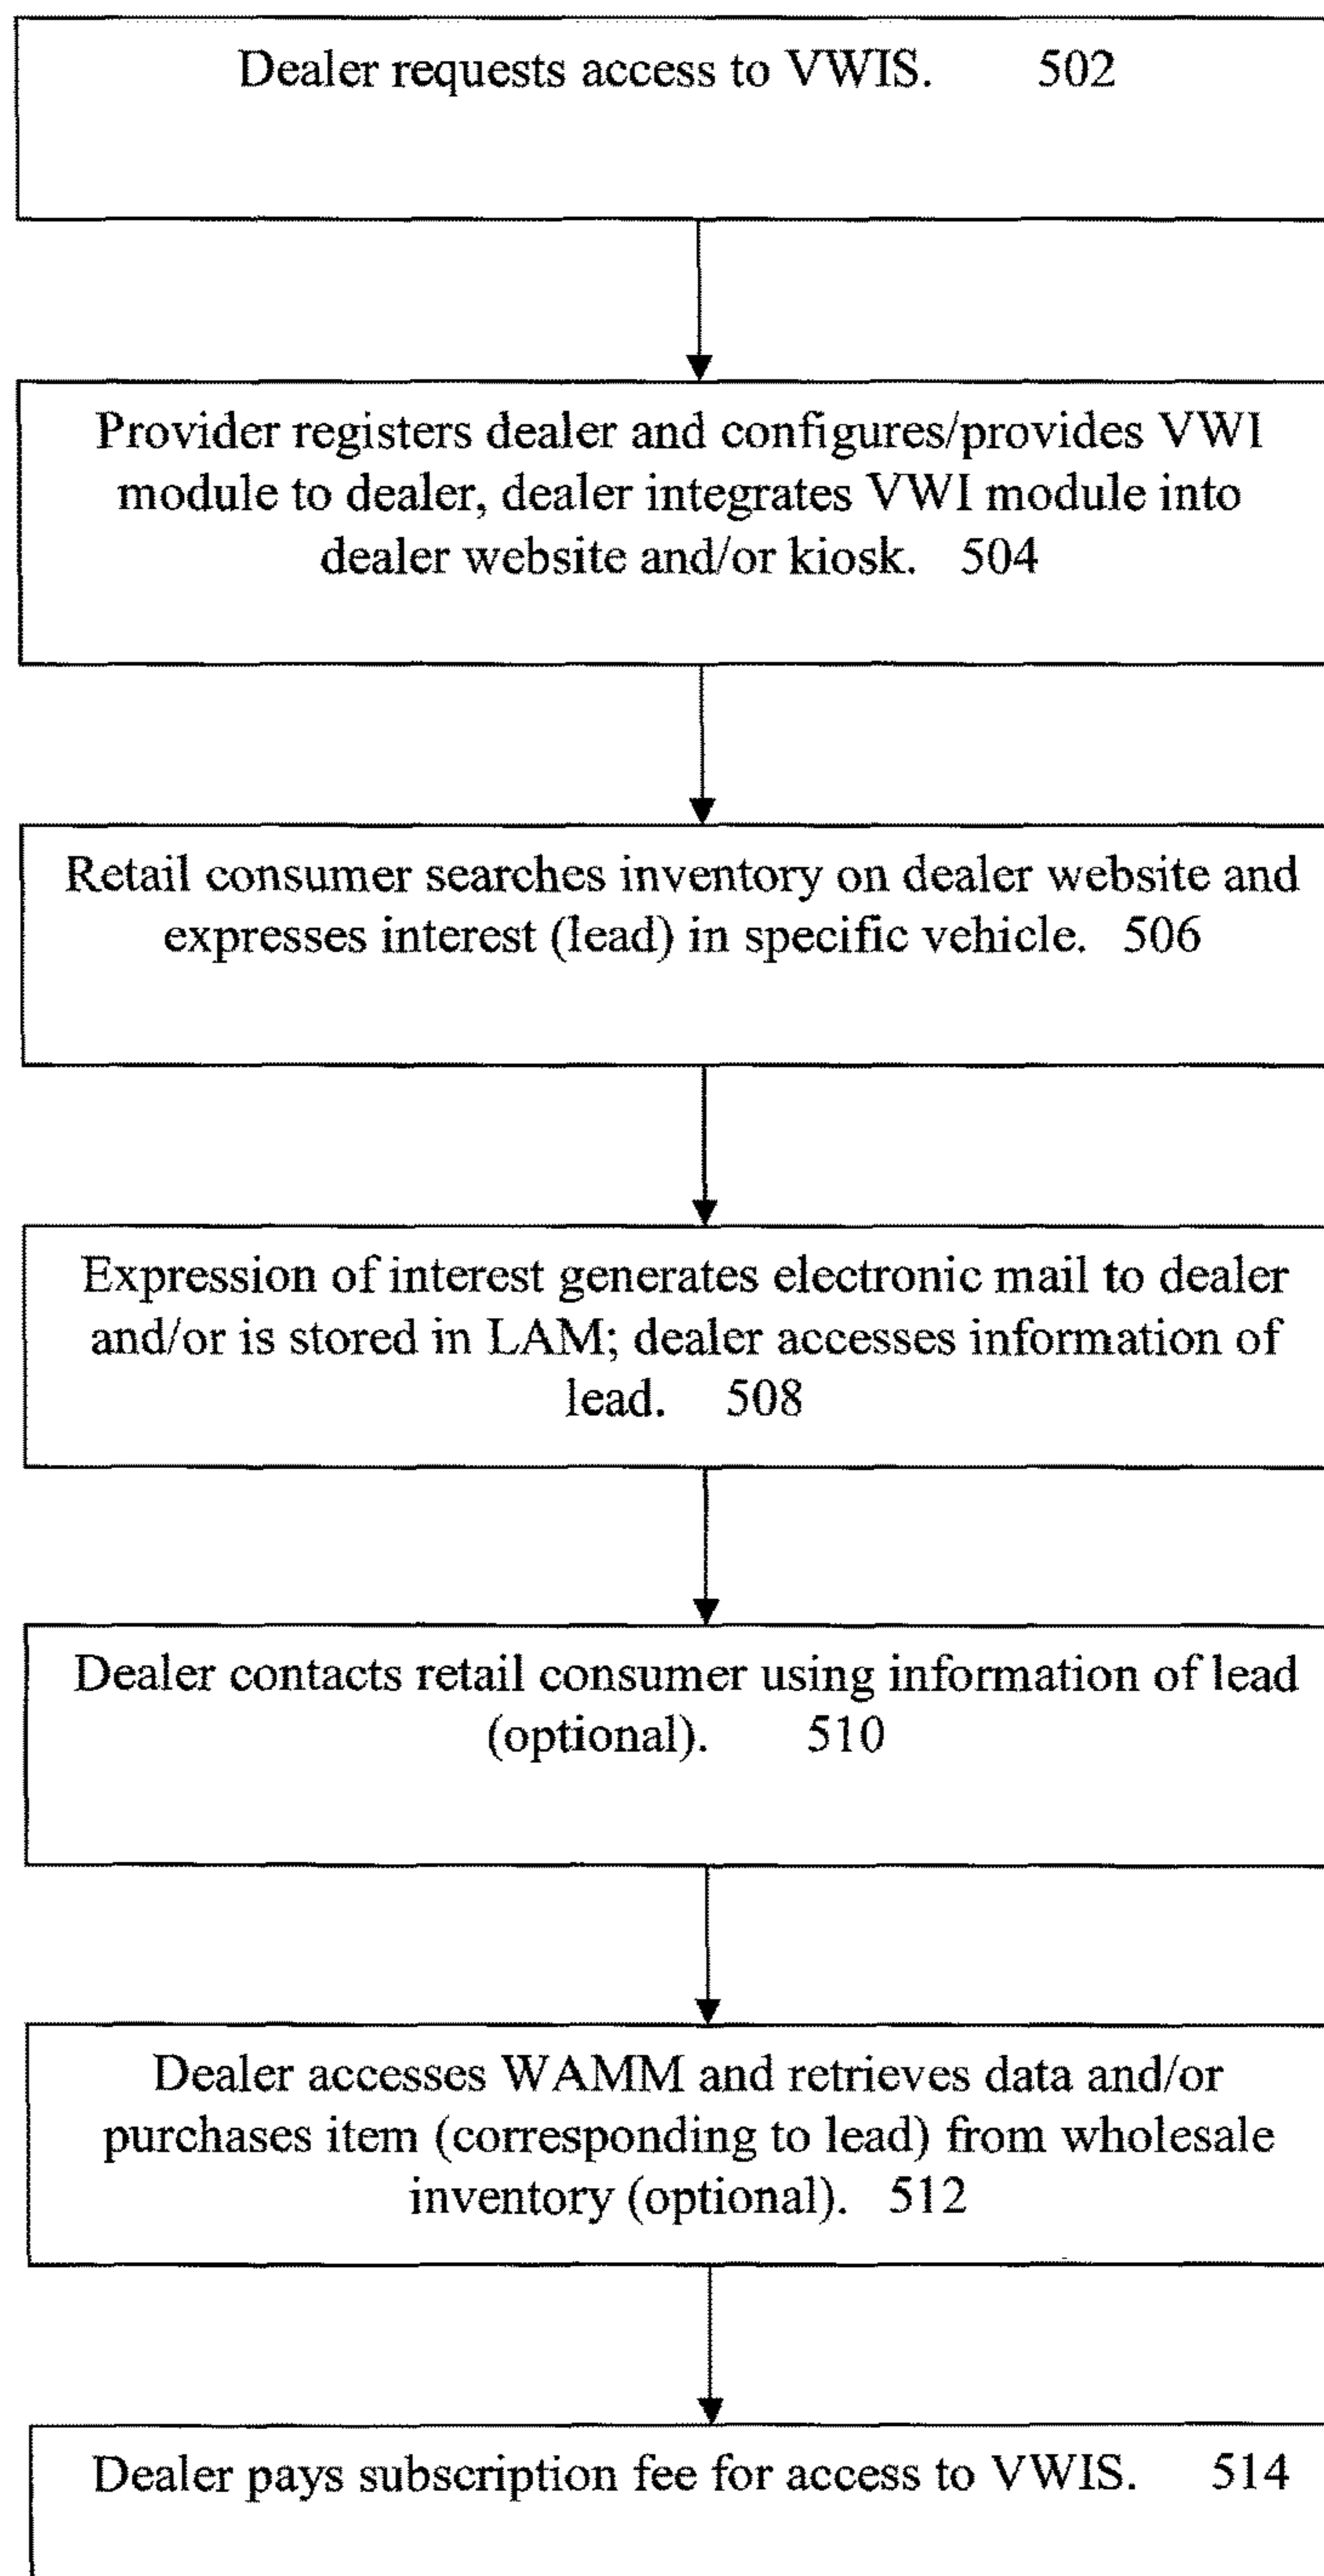 Dealer requests access to VWIS. 502
Provider registers dealer and configures/provides VWI
module to dealer, dealer integrates VWI module into
dealer website and/or kiosk. 504
Retail consumer searches inventory on dealer website and
expresses interest (lead) in specific vehicle. 506
Expression of interest generates electronic mail to dealer
and/or is stored in LAM; dealer accesses information of
lead. 508
Dealer contacts retail consumer using information of lead
(optional). 510
Dealer accesses WAMM and retrieves data and/or
purchases item (corresponding to lead) from wholesale
inventory (optional). 512
Dealer pays subscription fee for access to VWIS. 514